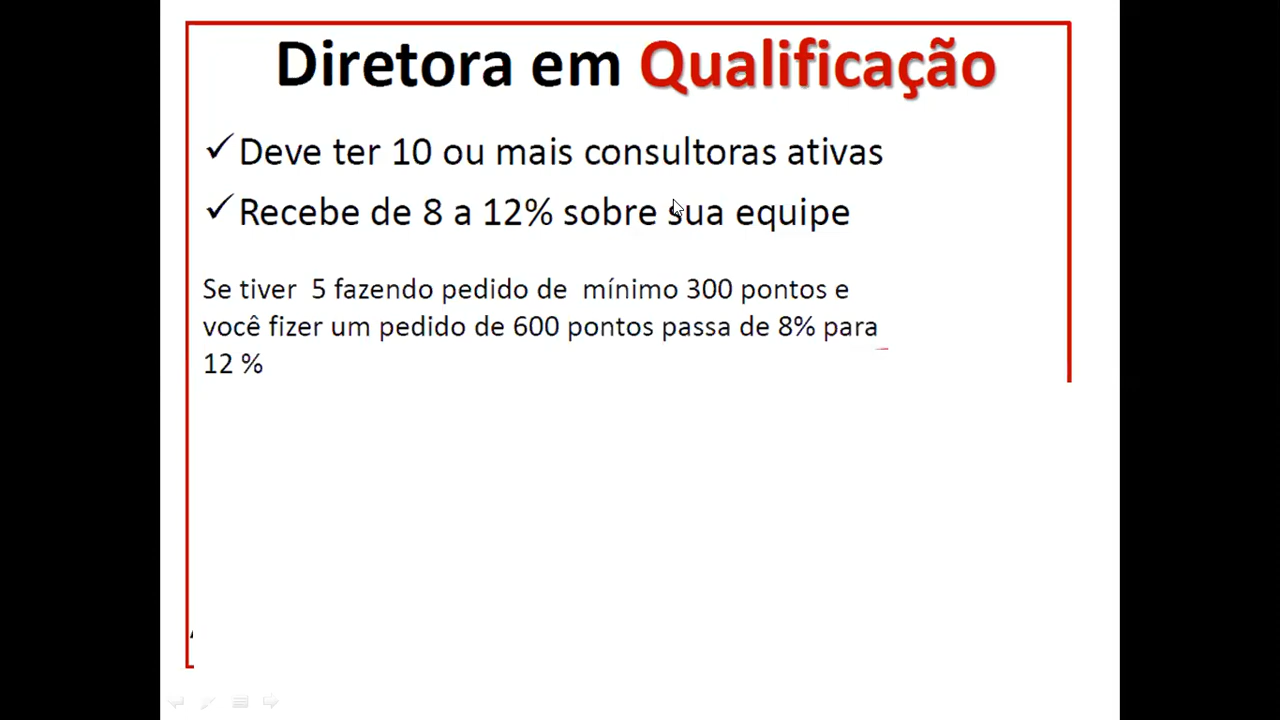 Diretora em Qualificação
✓Deve ter 10 ou mais consultoras ativas
✓Recebe de 8 a 12% sobre sua equipe
Se tiver 5 fazendo pedido de mínimo 300 pontos e
você fizer um pedido de 600 pontos passa de 8% para
12 %